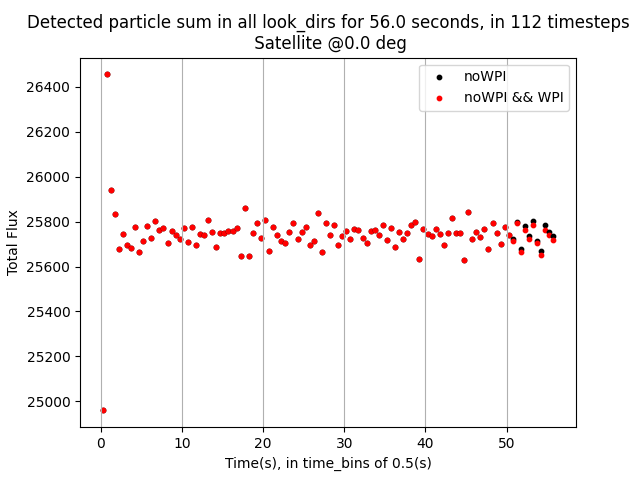 Detected particle sum in all look_dirs for 56.0 seconds, in 112 timesteps
Satellite @0.0 deg
noWPI
noWPI && WPI
Total Flux
26400
26200
26000
25800
25600
25400
25200
25000
0 10 20 30 40 50
Time(s), in time_bins of 0.5(s)